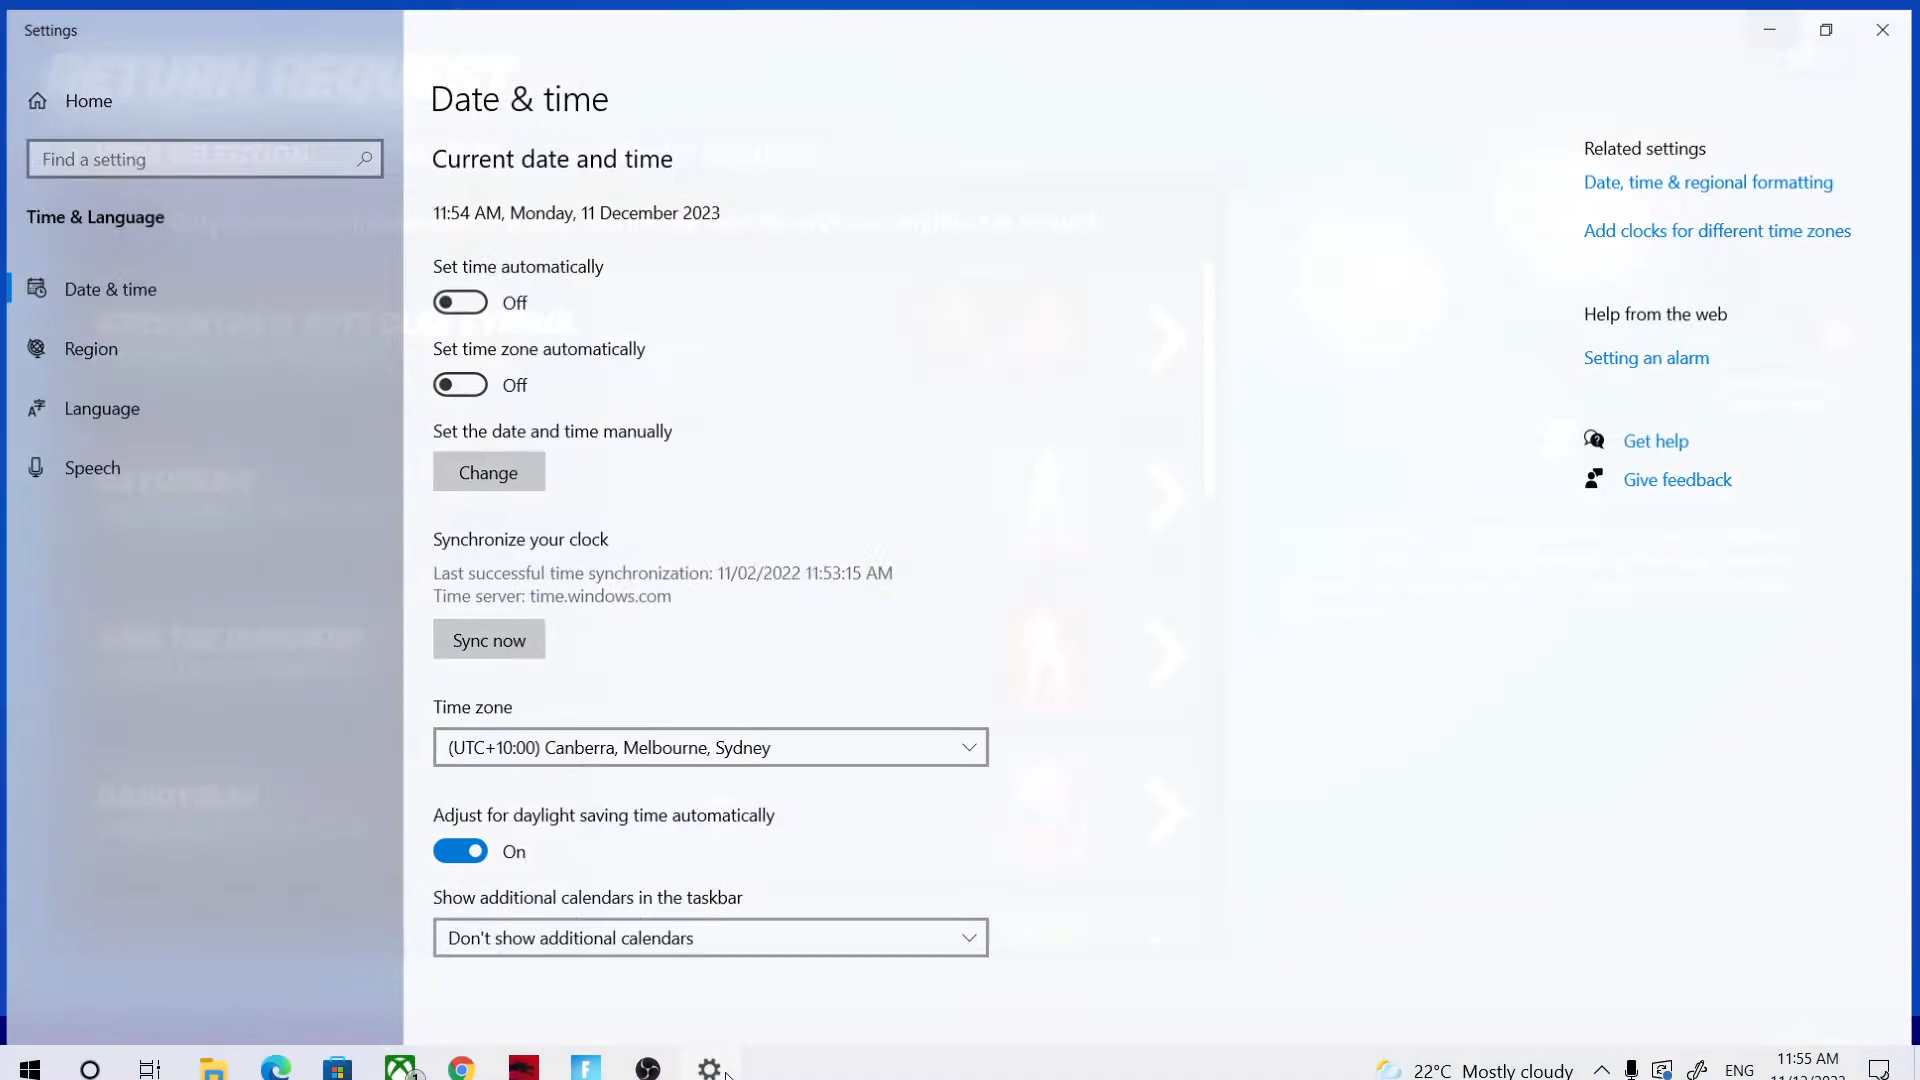 Settings
RETURN REQUEST
Home
Find a setting
Time & Language
Date & time
Region
Language
Speech
Date & time
Current date and time
11:54 AM, Monday, 11 December 2023
Set time automatically
Off
Set time zone automatically
Off
Set the date and time manually
Change
Synchronize your clock
Last successful time synchronization: 11/02/2022 11:53:15 AM
Time server: time.windows.com
Sync now
Time zone
(UTC+10:00) Canberra, Melbourne, Sydney
Adjust for daylight saving time automatically
On
Show additional calendars in the taskbar
Don't show additional calendars
Related settings
Date, time & regional formatting
Add clocks for different time zones
Help from the web
Setting an alarm
Get help
Give feedback
1
22°C Mostly cloudy
ENG
11:55 AM